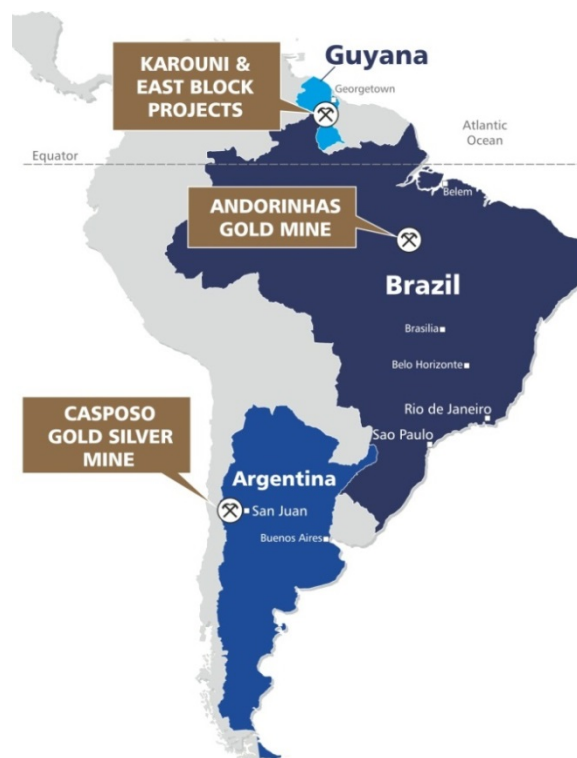 KAROUNI &
EAST BLOCK
PROJECTS
Guyana
Georgetown
Atlantic
Ocean
Equator
Belem
ANDORINHAS
GOLD MINE
Brazil
Brasilia
Belo Horizonte
Rio de Janeiro
Sao Paulo
CASPOSO
GOLD SILVER
MINE
Argentina
San Juan
Buenos Aires